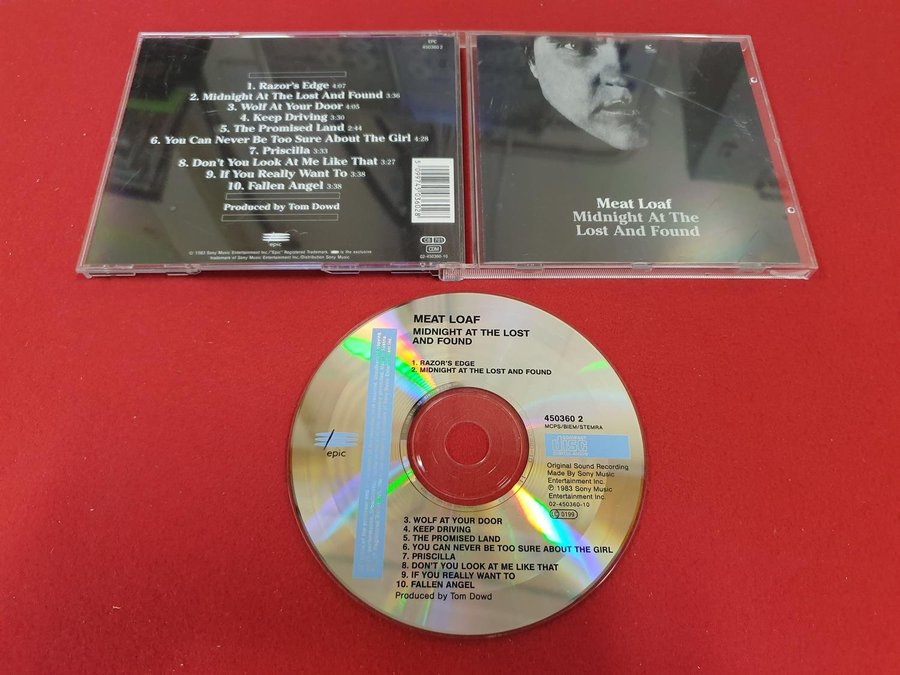 EPC
450360 2
1. Razor's Edge 4:07
2. Midnight At The Lost And Found 3:36
3. Wolf At Your Door 4:05
4. Keep Driving 3:30
5. The Promised Land 2:44
6. You Can Never Be Too Sure About The Girl 4:28
7. Priscilla 3:33
8. Don't You Look At Me Like That 3:27
9. If You Really Want To 3:38
10. Fallen Angel 3:38
Produced by Tom Dowd
epic
02-450360-10
5 099745 036028
Meat Loaf
Midnight At The
Lost And Found
MEAT LOAF
MIDNIGHT AT THE LOST
AND FOUND
1. RAZOR'S EDGE
2. MIDNIGHT AT THE LOST AND FOUND
450360 2
MCPS/BIEM/STEMRA
epic
COMPACT
disc
DIGITAL AUDIO
Original Sound Recording
Made By Sony Music
Entertainment Inc.
℗ 1983 Sony Music
Entertainment Inc.
02-450360-10
0199
3. WOLF AT YOUR DOOR
4. KEEP DRIVING
5. THE PROMISED LAND
6. YOU CAN NEVER BE TOO SURE ABOUT THE GIRL
7. PRISCILLA
8. DON'T YOU LOOK AT ME LIKE THAT
9. IF YOU REALLY WANT TO
10. FALLEN ANGEL
Produced by Tom Dowd